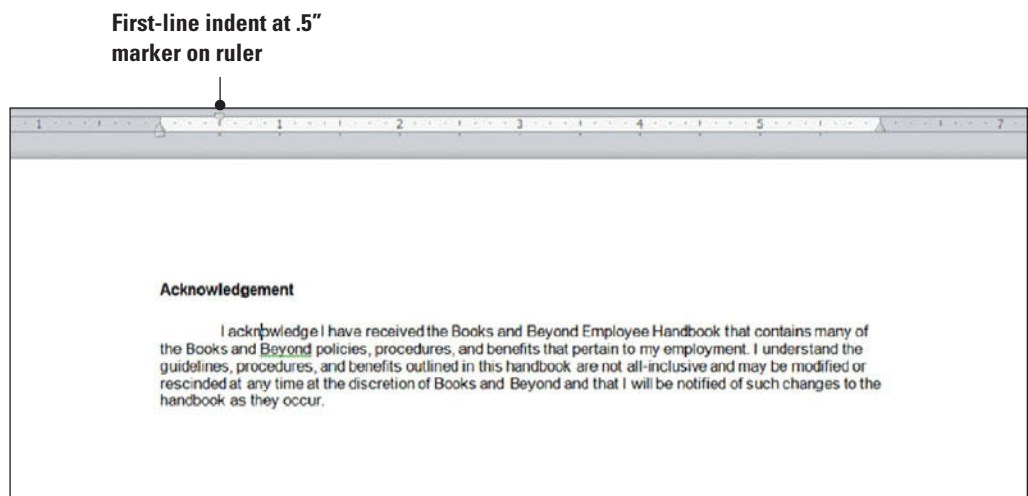 First-line indent at .5″
marker on ruler
1 1 2 3 4 5 7
Acknowledgement
I acknowledge I have received the Books and Beyond Employee Handbook that contains many of
the Books and Beyond policies, procedures, and benefits that pertain to my employment. I understand the
guidelines, procedures, and benefits outlined in this handbook are not all-inclusive and may be modified or
rescinded at any time at the discretion of Books and Beyond and that I will be notified of such changes to the
handbook as they occur.